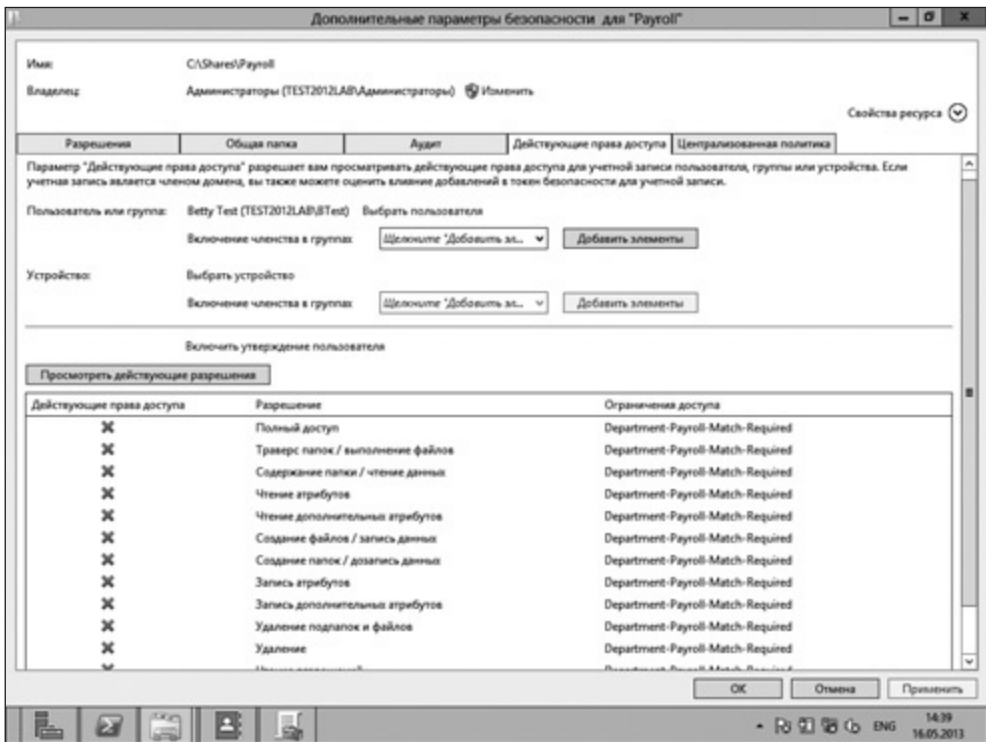 Дополнительные параметры безопасности для "Payroll"
Имя: C:\Shares\Payroll
Владелец: Администраторы (TEST2012LAB\Администраторы) Изменить
Свойства ресурса
Разрешения Общая папка Аудит Действующие права доступа Централизованная политика
Параметр "Действующие права доступа" разрешает вам просматривать действующие права доступа для учетной записи пользователя, группы или устройства. Если
учетная запись является членом домена, вы также можете оценить влияние добавлений в токен безопасности для учетной записи.
Пользователь или группа: Betty Test (TEST2012LAB\BTest) Выбрать пользователя
Включение членства в группах Щелкните "Добавить эл... Добавить элементы
Устройство: Выбрать устройство
Включение членства в группах Щелкните "Добавить эл... Добавить элементы
Включить утверждение пользователя
Просмотреть действующие разрешения
Действующие права доступа Разрешение Ограничения доступа
Полный доступ Department-Payroll-Match-Required
Траверс папок / выполнение файлов Department-Payroll-Match-Required
Содержание папки / чтение данных Department-Payroll-Match-Required
Чтение атрибутов Department-Payroll-Match-Required
Чтение дополнительных атрибутов Department-Payroll-Match-Required
Создание файлов / запись данных Department-Payroll-Match-Required
Создание папок / дозапись данных Department-Payroll-Match-Required
Запись атрибутов Department-Payroll-Match-Required
Запись дополнительных атрибутов Department-Payroll-Match-Required
Удаление подпапок и файлов Department-Payroll-Match-Required
Удаление Department-Payroll-Match-Required
OK Отмена Применить
ENG 14:39
16.05.2013